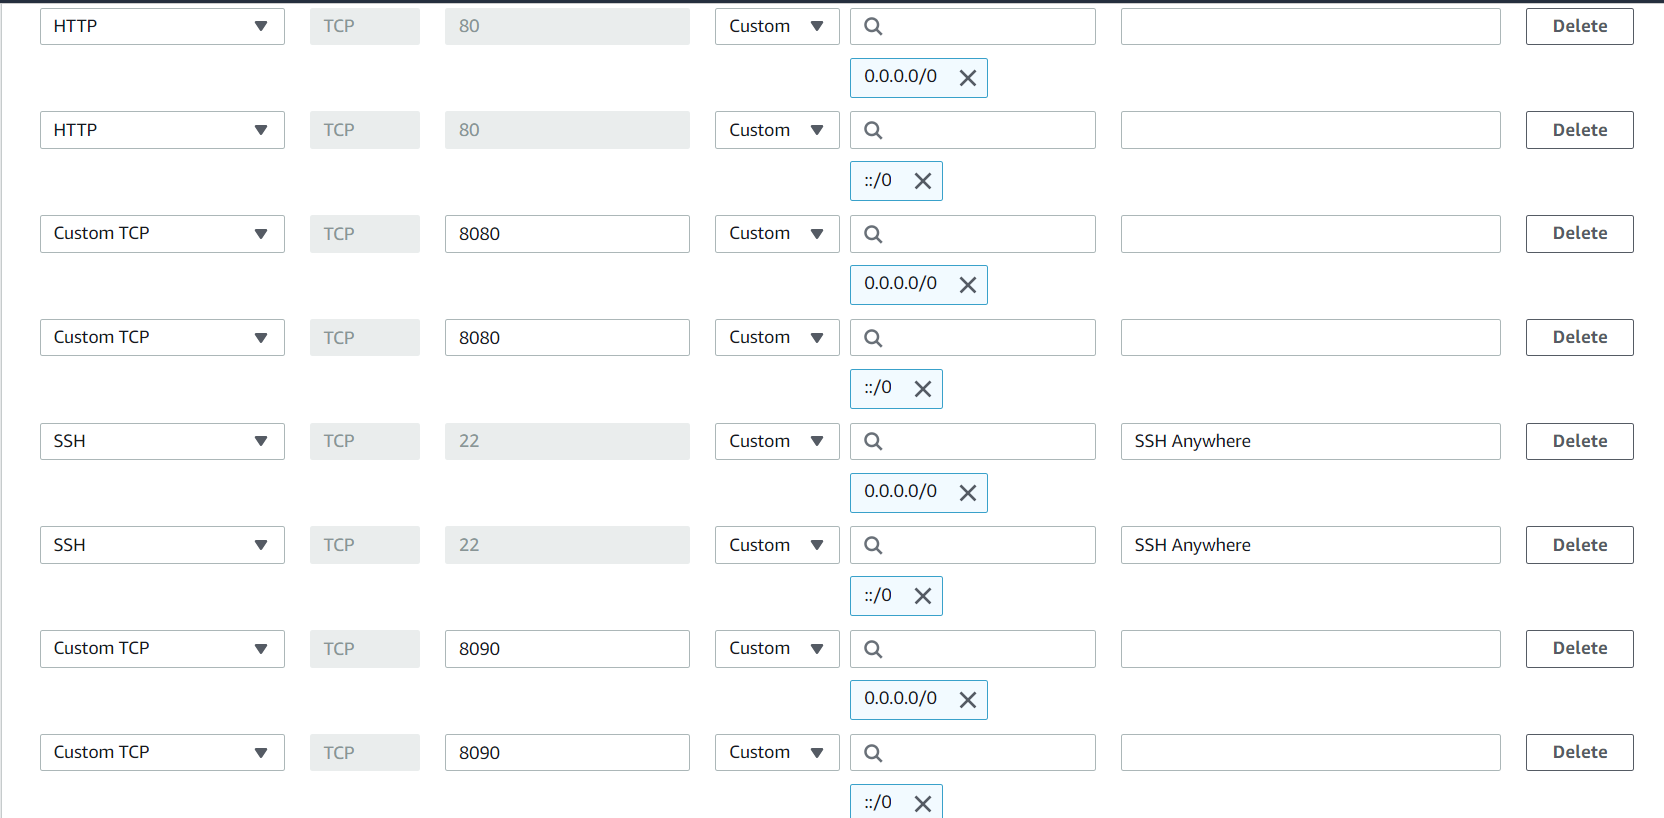 HTTP TCP 80 Custom Delete
0.0.0.0/0
HTTP TCP 80 Custom Delete
::/0
Custom TCP TCP 8080 Custom Delete
0.0.0.0/0
Custom TCP TCP 8080 Custom Delete
::/0
SSH TCP 22 Custom SSH Anywhere Delete
0.0.0.0/0
SSH TCP 22 Custom SSH Anywhere Delete
::/0
Custom TCP TCP 8090 Custom Delete
0.0.0.0/0
Custom TCP TCP 8090 Custom Delete
::/0